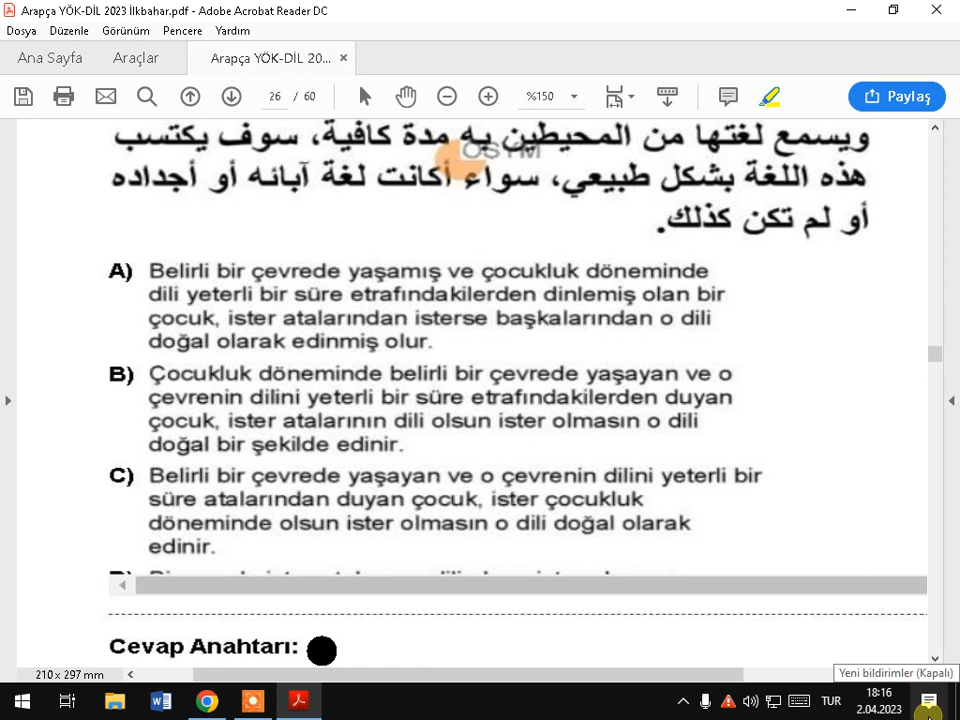 Arapça YÖK-DİL 2023 İlkbahar.pdf - Adobe Acrobat Reader DC
Dosya Düzenle Görünüm Pencere Yardım
Ana Sayfa Araçlar Arapça YÖK-DİL 20... ×
26 / 60 %150 Paylaş
ويسمع لغتها من المحيطين به مدة كافية، سوف يكتسب
ÖSYM
هذه اللغة بشكل طبيعي، سواء أكانت لغة آبائه أو أجداده
أو لم تكن كذلك.
A) Belirli bir çevrede yaşamış ve çocukluk döneminde
dili yeterli bir süre etrafındakilerden dinlemiş olan bir
çocuk, ister atalarından isterse başkalarından o dili
doğal olarak edinmiş olur.
B) Çocukluk döneminde belirli bir çevrede yaşayan ve o
çevrenin dilini yeterli bir süre etrafındakilerden duyan
çocuk, ister atalarının dili olsun ister olmasın o dili
doğal bir şekilde edinir.
C) Belirli bir çevrede yaşayan ve o çevrenin dilini yeterli bir
süre atalarından duyan çocuk, ister çocukluk
döneminde olsun ister olmasın o dili doğal olarak
edinir.
Cevap Anahtarı:
210 x 297 mm
Yeni bildirimler (Kapalı)
TUR
18:16
2.04.2023